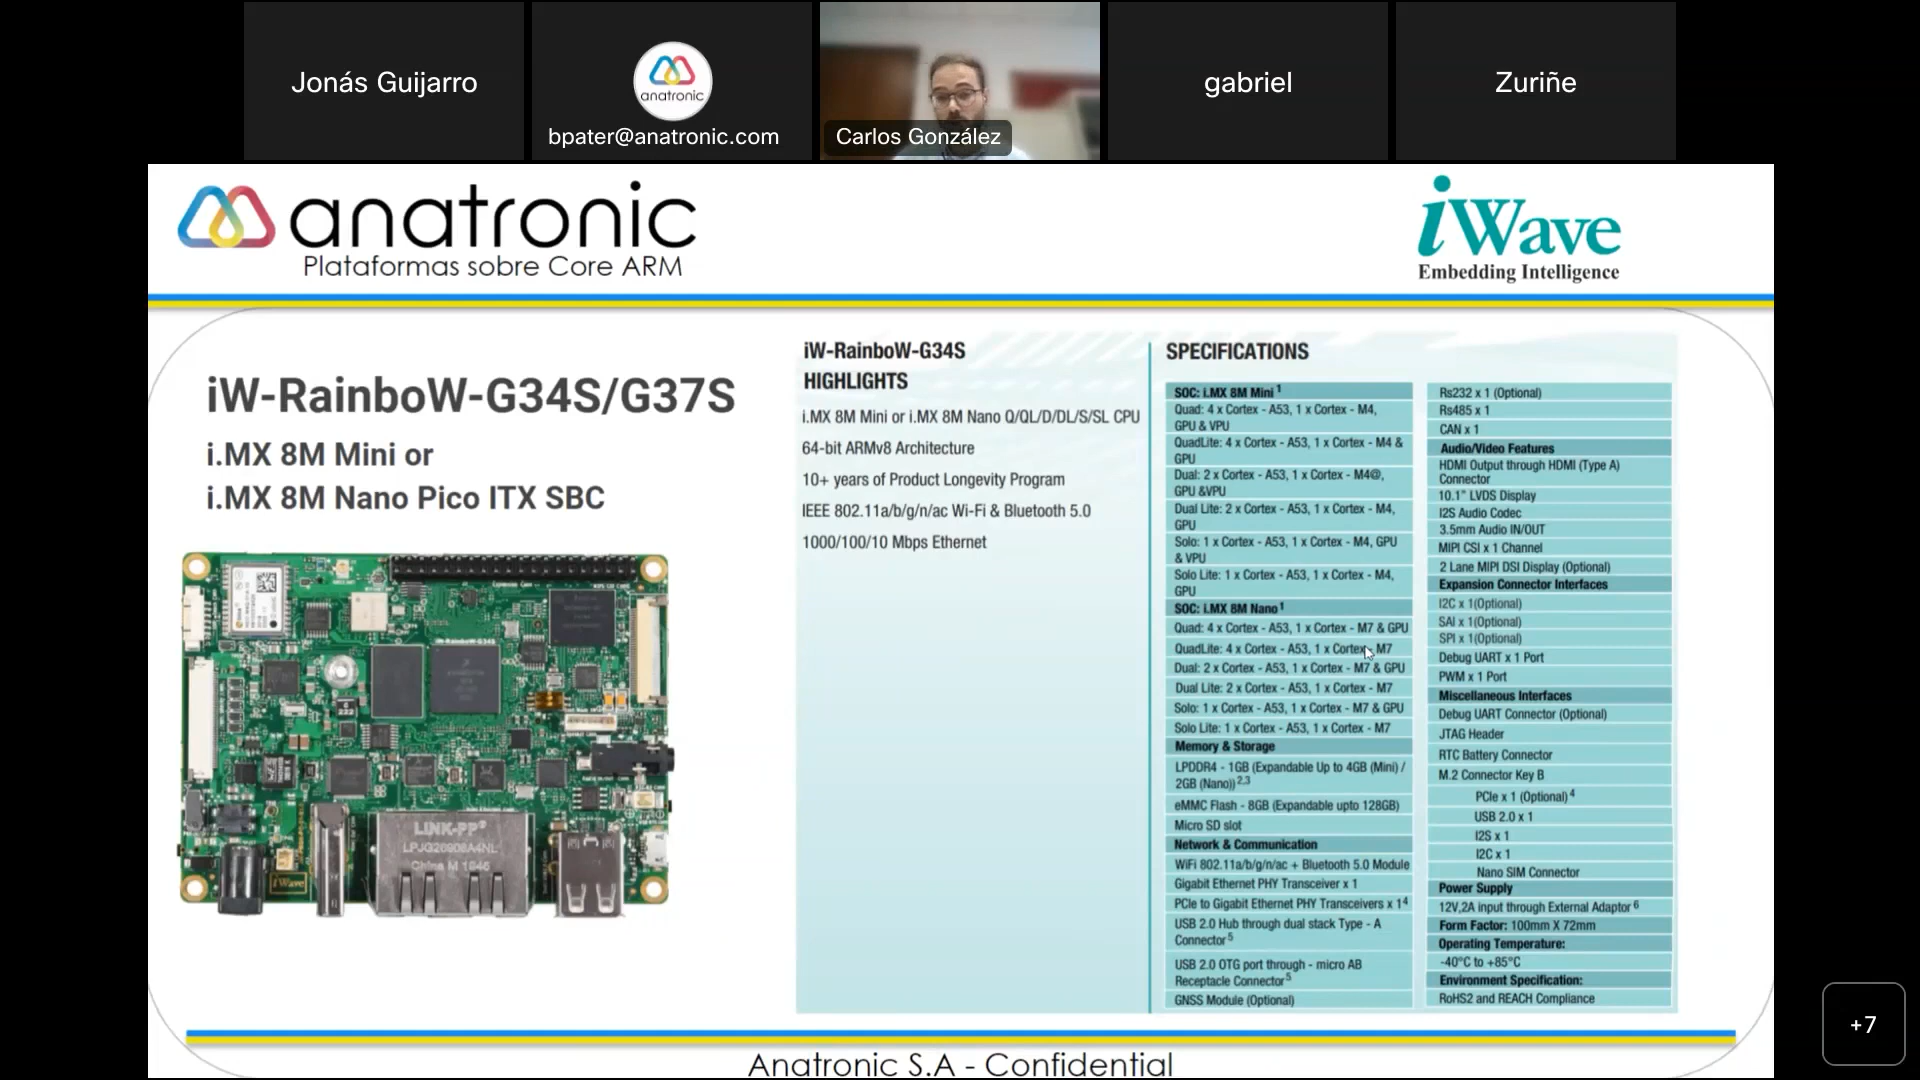 Jonás Guijarro
anatronic
bpater@anatronic.com
Carlos González
gabriel
Zuriñe
anatronic
Plataformas sobre Core ARM
iWave
Embedding Intelligence
iW-RainboW-G34S/G37S
i.MX 8M Mini or
i.MX 8M Nano Pico ITX SBC
iW-RainboW-G34S
LINK-PP®
LPJG26908A4NL
China M 1946
iWave
iW-RainboW-G34S
HIGHLIGHTS
i.MX 8M Mini or i.MX 8M Nano Q/QL/D/DL/S/SL CPU
64-bit ARMv8 Architecture
10+ years of Product Longevity Program
IEEE 802.11a/b/g/n/ac Wi-Fi & Bluetooth 5.0
1000/100/10 Mbps Ethernet
SPECIFICATIONS
SOC: i.MX 8M Mini 1
Quad: 4 x Cortex - A53, 1 x Cortex - M4,
GPU & VPU
QuadLite: 4 x Cortex - A53, 1 x Cortex - M4 &
GPU
Dual: 2 x Cortex - A53, 1 x Cortex - M4@,
GPU &VPU
Dual Lite: 2 x Cortex - A53, 1 x Cortex - M4,
GPU
Solo: 1 x Cortex - A53, 1 x Cortex - M4, GPU
& VPU
Solo Lite: 1 x Cortex - A53, 1 x Cortex - M4,
GPU
SOC: i.MX 8M Nano 1
Quad: 4 x Cortex - A53, 1 x Cortex - M7 & GPU
QuadLite: 4 x Cortex - A53, 1 x Cortex - M7
Dual: 2 x Cortex - A53, 1 x Cortex - M7 & GPU
Dual Lite: 2 x Cortex - A53, 1 x Cortex - M7
Solo: 1 x Cortex - A53, 1 x Cortex - M7 & GPU
Solo Lite: 1 x Cortex - A53, 1 x Cortex - M7
Memory & Storage
LPDDR4 - 1GB (Expandable Up to 4GB (Mini) /
2GB (Nano)) 2,3
eMMC Flash - 8GB (Expandable upto 128GB)
Micro SD slot
Network & Communication
WiFi 802.11a/b/g/n/ac + Bluetooth 5.0 Module
Gigabit Ethernet PHY Transceiver x 1
PCIe to Gigabit Ethernet PHY Transceivers x 1 4
USB 2.0 Hub through dual stack Type - A
Connector 5
USB 2.0 OTG port through - micro AB
Receptacle Connector 5
GNSS Module (Optional)
Rs232 x 1 (Optional)
Rs485 x 1
CAN x 1
Audio/Video Features
HDMI Output through HDMI (Type A)
Connector
10.1" LVDS Display
I2S Audio Codec
3.5mm Audio IN/OUT
MIPI CSI x 1 Channel
2 Lane MIPI DSI Display (Optional)
Expansion Connector Interfaces
I2C x 1(Optional)
SAI x 1(Optional)
SPI x 1(Optional)
Debug UART x 1 Port
PWM x 1 Port
Miscellaneous Interfaces
Debug UART Connector (Optional)
JTAG Header
RTC Battery Connector
M.2 Connector Key B
PCIe x 1 (Optional) 4
USB 2.0 x 1
I2S x 1
I2C x 1
Nano SIM Connector
Power Supply
12V,2A input through External Adaptor 6
Form Factor: 100mm X 72mm
Operating Temperature:
-40°C to +85°C
Environment Specification:
RoHS2 and REACH Compliance
+7
Anatronic S.A - Confidential